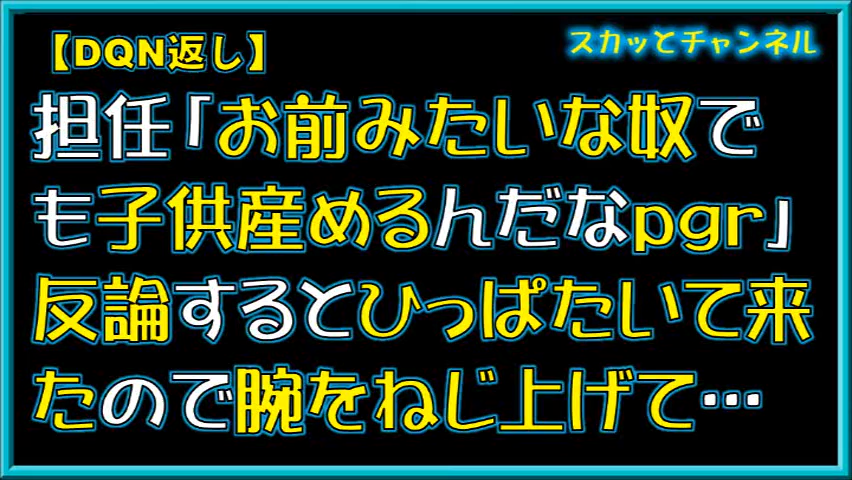 【DQN返し】
スカッとチャンネル
担任「お前みたいな奴で
も子供産めるんだなpgr」
反論するとひっぱたいて来
たので腕をねじ上げて…